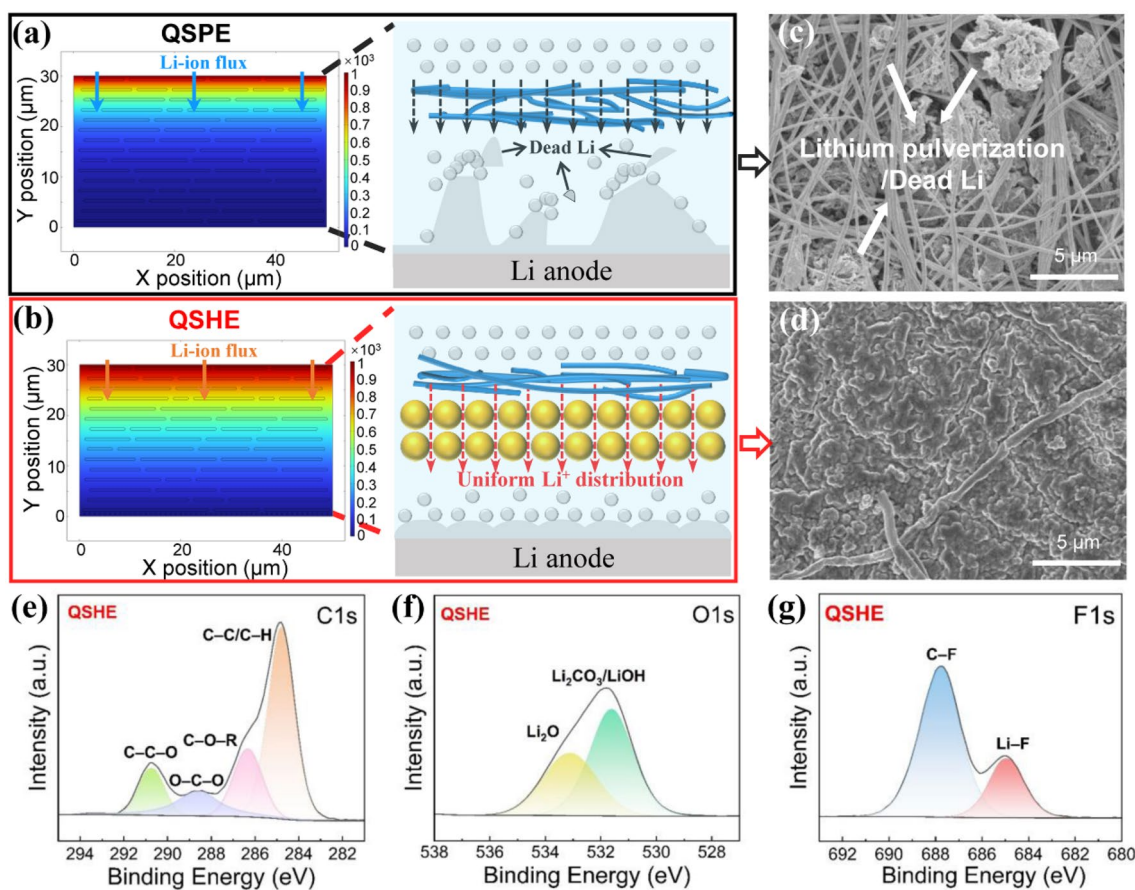 (a)
QSPE
Li-ion flux
Y position (μm)
30
20
10
0
0
20
40
X position (μm)
×10³
1
0.9
0.8
0.7
0.6
0.5
0.4
0.3
0.2
0.1
0
Dead Li
Li anode
(c)
Lithium pulverization
/Dead Li
5 μm
(b)
QSHE
Li-ion flux
Y position (μm)
30
20
10
0
0
20
40
X position (μm)
×10³
1
0.9
0.8
0.7
0.6
0.5
0.4
0.3
0.2
0.1
0
Uniform Li⁺ distribution
Li anode
(d)
5 μm
(e)
QSHE
C1s
C–C/C–H
C–O–R
C–C–O
O–C–O
Intensity (a.u.)
294 292 290 288 286 284 282
Binding Energy (eV)
(f)
QSHE
O1s
Li₂CO₃/LiOH
Li₂O
Intensity (a.u.)
538 536 534 532 530 528
Binding Energy (eV)
(g)
QSHE
F1s
C–F
Li–F
Intensity (a.u.)
692 690 688 686 684 682 680
Binding Energy (eV)